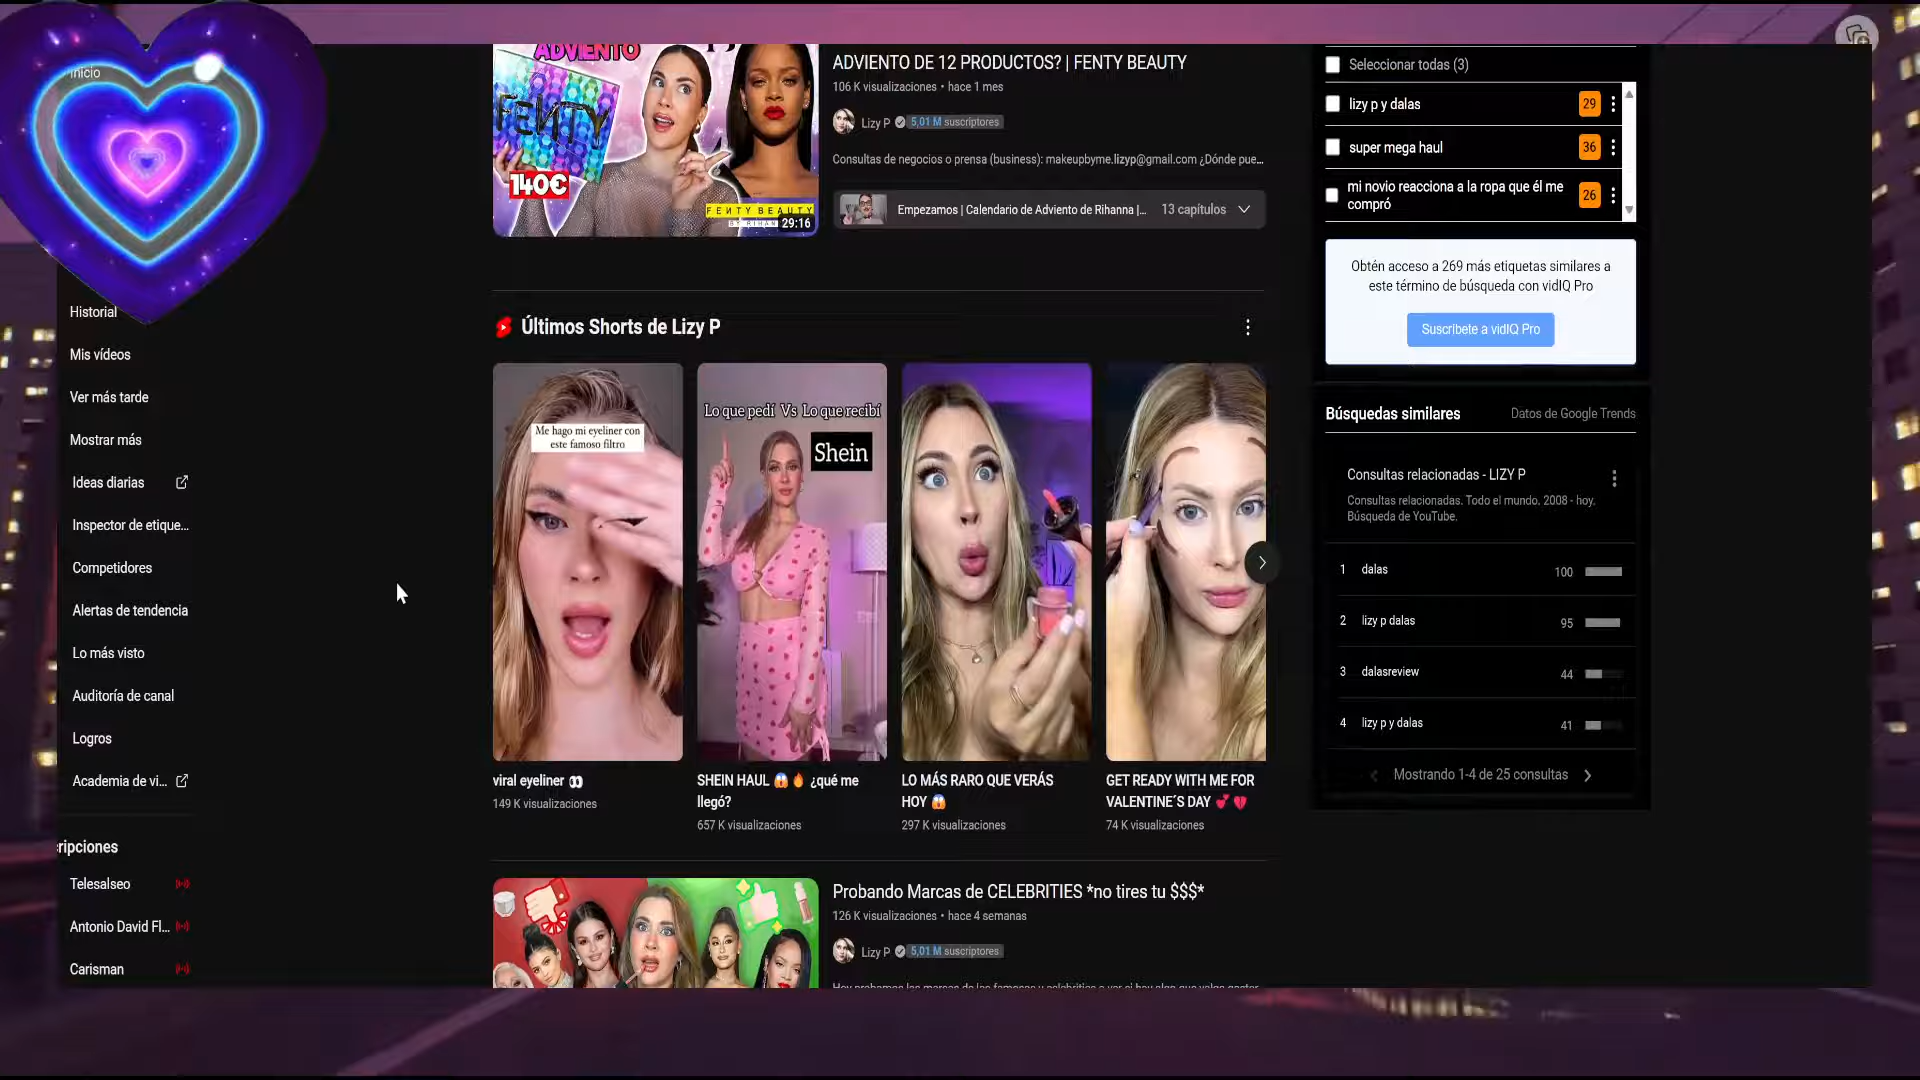 Inicio
Historial
Mis vídeos
Ver más tarde
Mostrar más
Ideas diarias
Inspector de etique...
Competidores
Alertas de tendencia
Lo más visto
Auditoría de canal
Logros
Academia de vi...
ripciones
Telesalseo
Antonio David Fl...
Carisman
ADVIENTO
FENTY
140€
FENTY BEAUTY
29:16
ADVIENTO DE 12 PRODUCTOS? | FENTY BEAUTY
106 K visualizaciones • hace 1 mes
Lizy P 5,01 M suscriptores
Consultas de negocios o prensa (business): makeupbyme.lizyp@gmail.com ¿Dónde pue...
Empezamos | Calendario de Adviento de Rihanna |... 13 capítulos
Últimos Shorts de Lizy P
Me hago mi eyeliner con
este famoso filtro
viral eyeliner 👀
149 K visualizaciones
Lo que pedí Vs Lo que recibí
Shein
SHEIN HAUL 😱🔥 ¿qué me
llegó?
657 K visualizaciones
LO MÁS RARO QUE VERÁS
HOY 😱
297 K visualizaciones
GET READY WITH ME FOR
VALENTINE´S DAY 💕 💔
74 K visualizaciones
Probando Marcas de CELEBRITIES *no tires tu $$$*
126 K visualizaciones • hace 4 semanas
Lizy P 5,01 M suscriptores
Seleccionar todas (3)
lizy p y dalas 29
super mega haul 36
mi novio reacciona a la ropa que él me
compró 26
Obtén acceso a 269 más etiquetas similares a
este término de búsqueda con vidIQ Pro
Suscríbete a vidIQ Pro
Búsquedas similares Datos de Google Trends
Consultas relacionadas - LIZY P
Consultas relacionadas. Todo el mundo. 2008 - hoy.
Búsqueda de YouTube.
1 dalas 100
2 lizy p dalas 95
3 dalasreview 44
4 lizy p y dalas 41
Mostrando 1-4 de 25 consultas